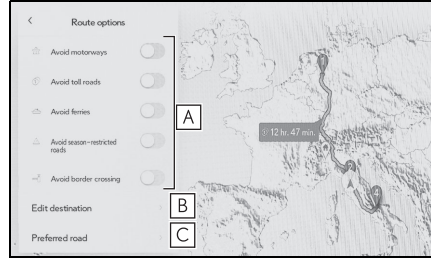 Route options
Avoid motorways
Avoid toll roads
Avoid ferries
Avoid season-restricted
roads
Avoid border crossing
A
Edit destination
B
Preferred road
C
12 hr. 47 min.